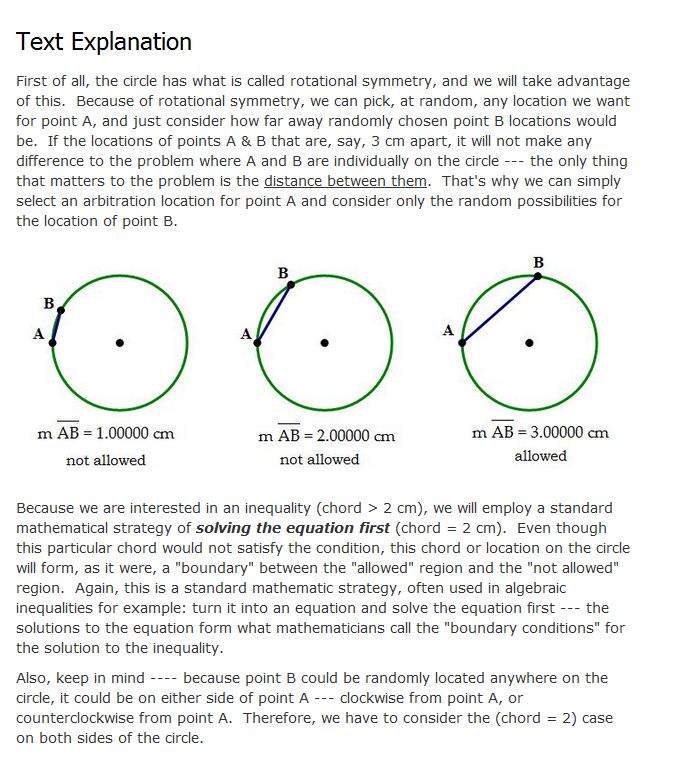 Text Explanation
First of all, the circle has what is called rotational symmetry, and we will take advantage
of this.  Because of rotational symmetry, we can pick, at random, any location we want
for point A, and just consider how far away randomly chosen point B locations would
be.  If the locations of points A & B that are, say, 3 cm apart, it will not make any
difference to the problem where A and B are individually on the circle --- the only thing
that matters to the problem is the distance between them.  That's why we can simply
select an arbitration location for point A and consider only the random possibilities for
the location of point B.
B
A
m AB = 1.00000 cm
not allowed
B
A
m AB = 2.00000 cm
not allowed
B
A
m AB = 3.00000 cm
allowed
Because we are interested in an inequality (chord > 2 cm), we will employ a standard
mathematical strategy of solving the equation first (chord = 2 cm).  Even though
this particular chord would not satisfy the condition, this chord or location on the circle
will form, as it were, a "boundary" between the "allowed" region and the "not allowed"
region.  Again, this is a standard mathematic strategy, often used in algebraic
inequalities for example: turn it into an equation and solve the equation first --- the
solutions to the equation form what mathematicians call the "boundary conditions" for
the solution to the inequality.
Also, keep in mind ---- because point B could be randomly located anywhere on the
circle, it could be on either side of point A --- clockwise from point A, or
counterclockwise from point A.  Therefore, we have to consider the (chord = 2) case
on both sides of the circle.